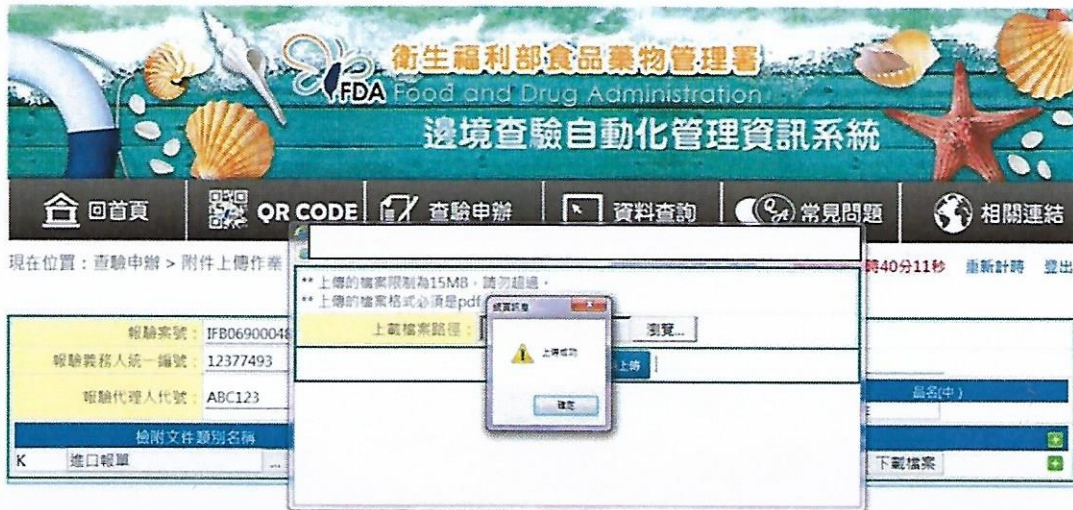 衛生福利部食品藥物管理署
FDA Food and Drug Administration
邊境查驗自動化管理資訊系統
回首頁 QR CODE 查驗申辦 資料查詢 常見問題 相關連結
現在位置：查驗申辦 > 附件上傳作業
時40分11秒 重新計時 登出
** 上傳的檔案限制為15MB，請勿超過。
** 上傳的檔案格式必須是pdf
網頁訊息
上載檔案路徑： 瀏覽...
上傳成功
上傳
確定
報驗案號：IFB06900048
報驗義務人統一編號：12377493
報驗代理人代號：ABC123
品名(中)
檢附文件類別名稱
K 進口報單 ... 下載檔案